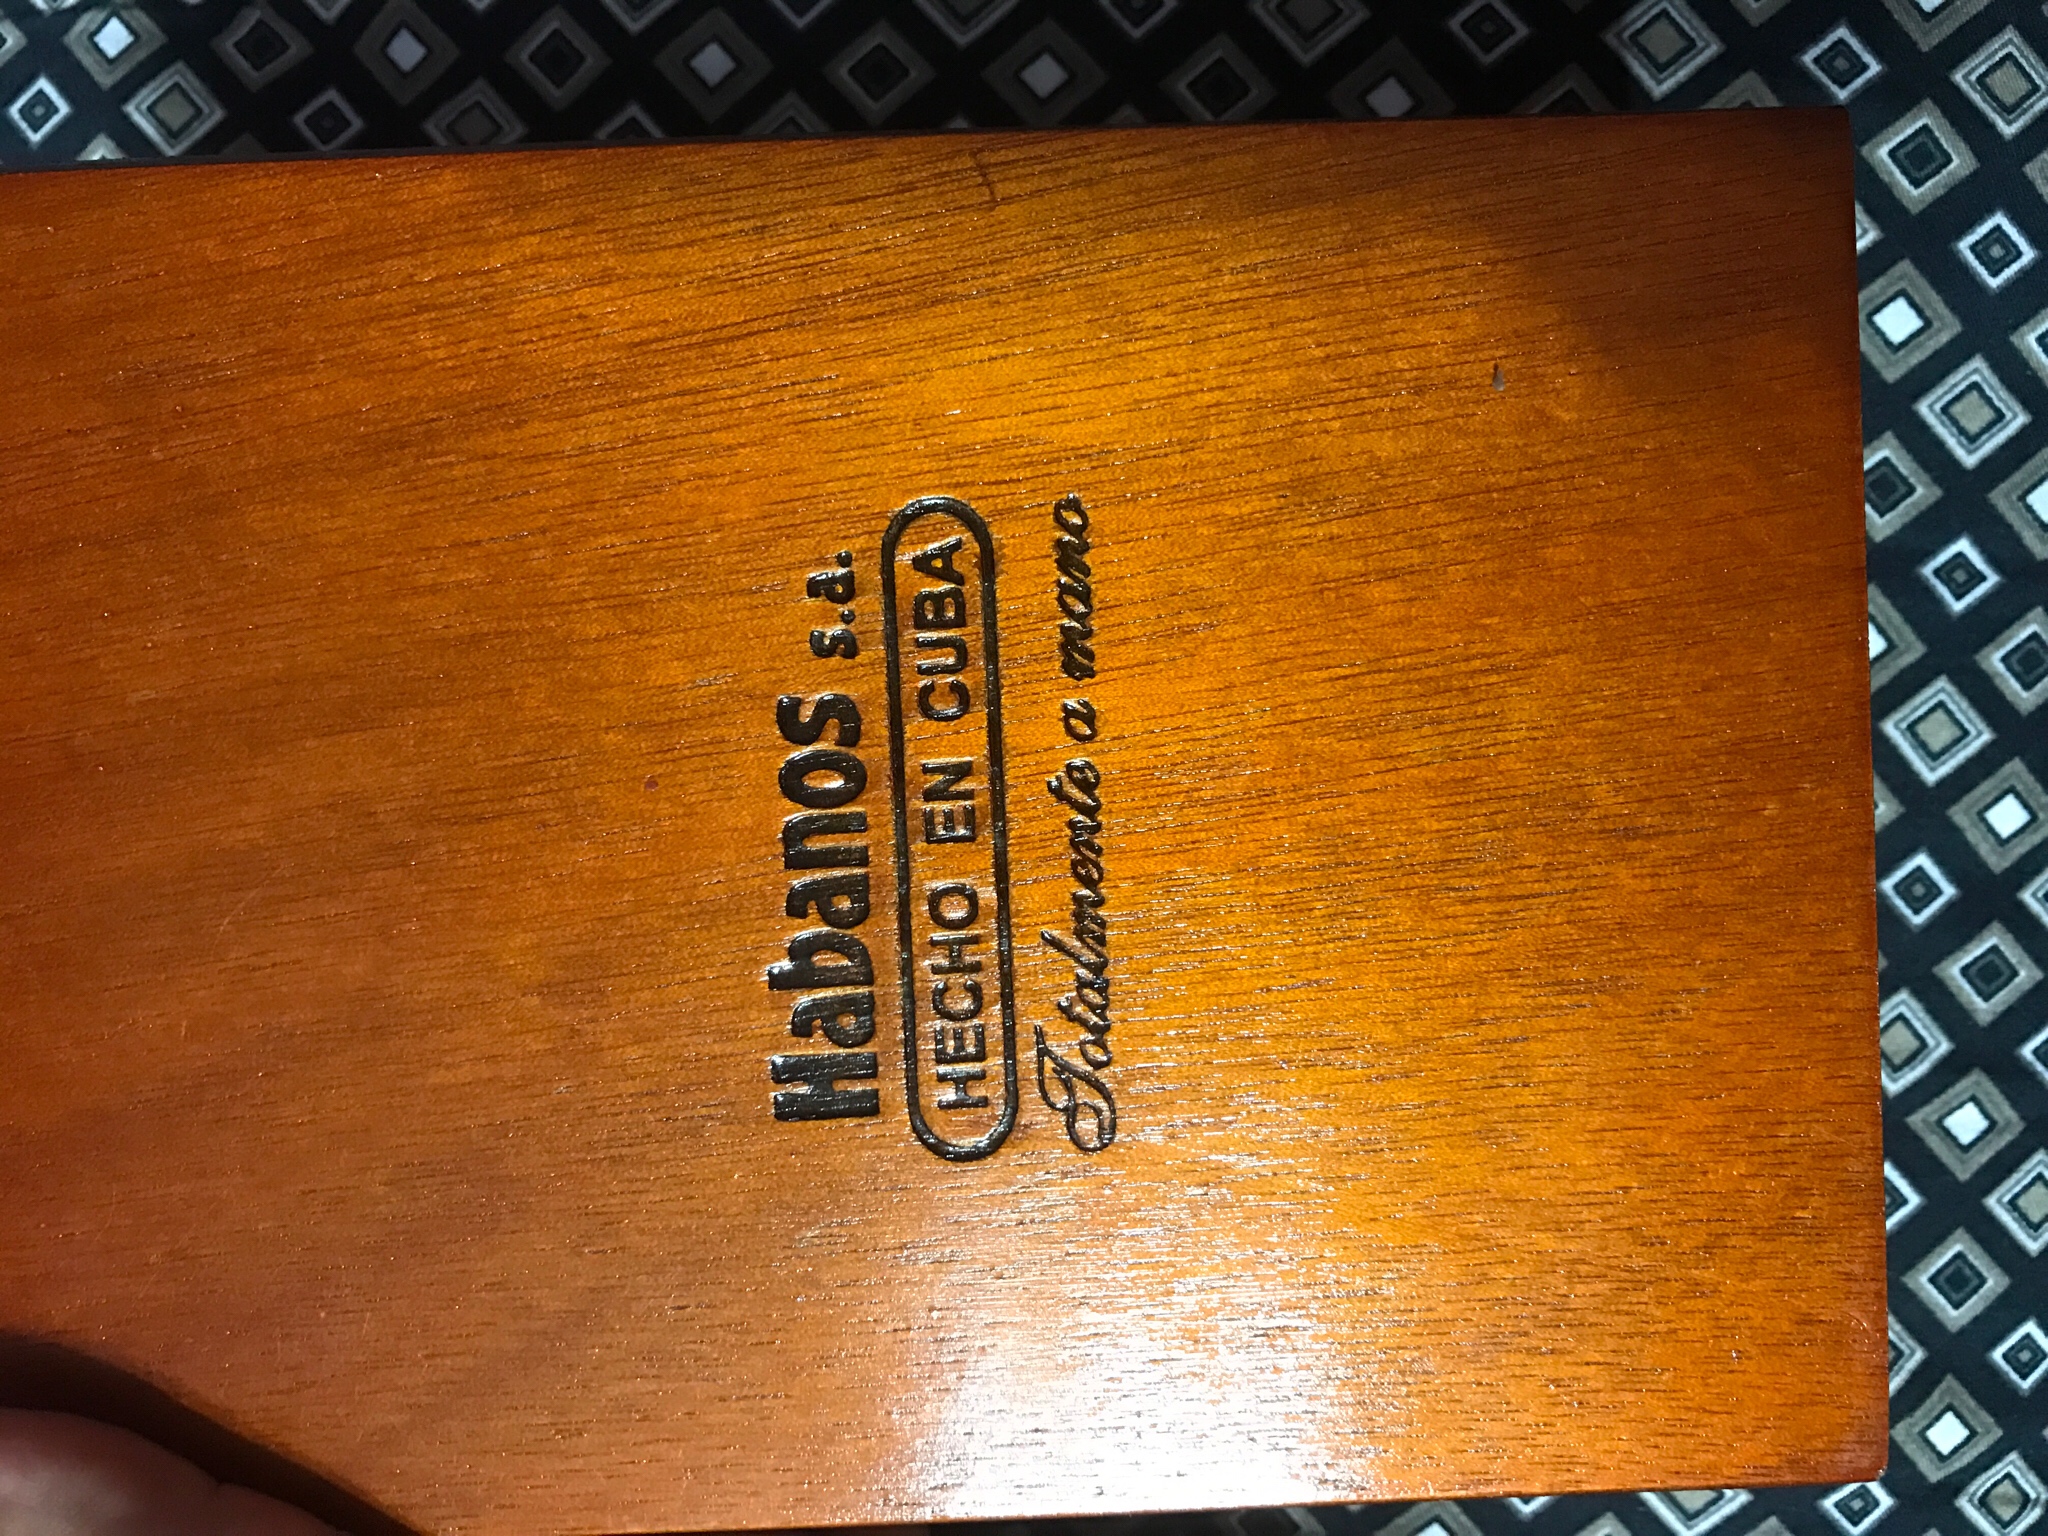 Habanos s.a.
HECHO EN CUBA
Totalmente a mano